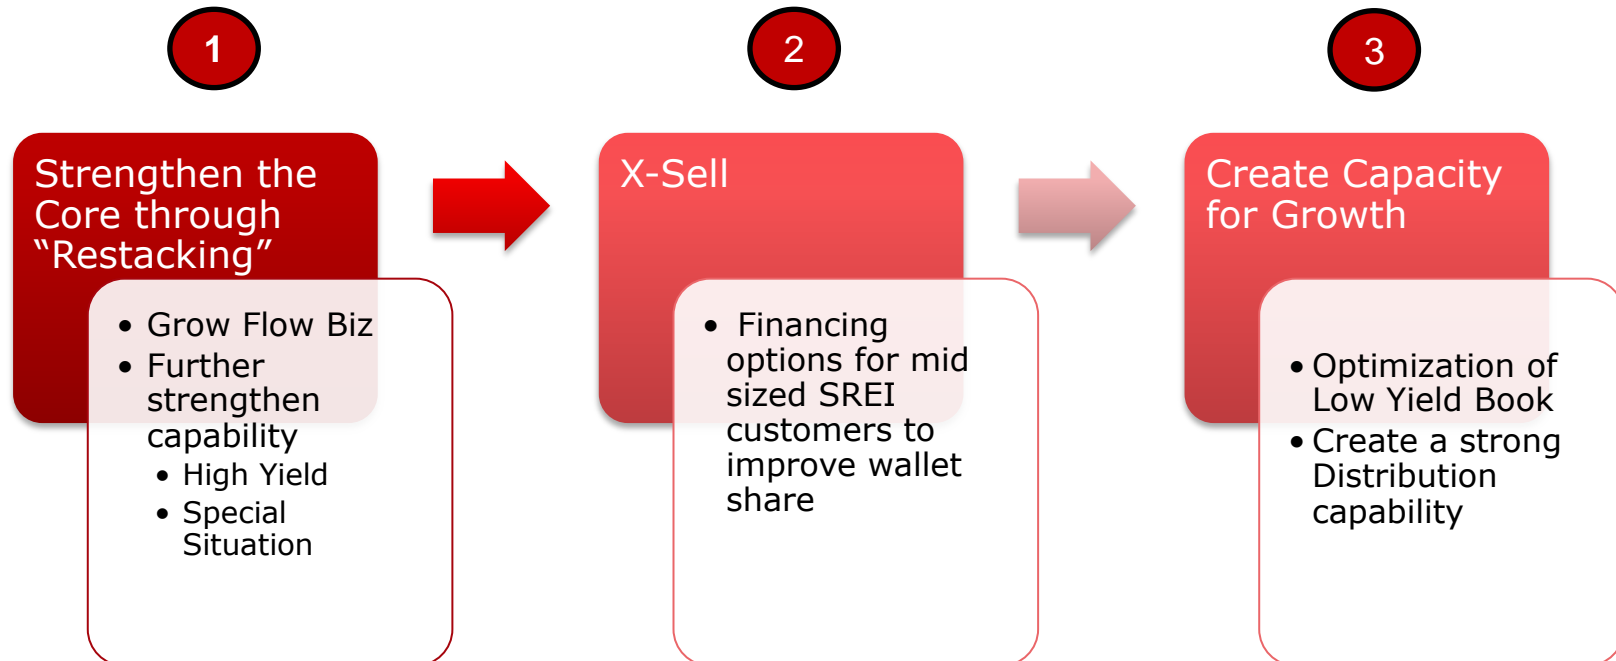 1
Strengthen the
Core through
“Restacking”
• Grow Flow Biz
• Further
strengthen
capability
• High Yield
• Special
Situation
2
X-Sell
• Financing
options for mid
sized SREI
customers to
improve wallet
share
3
Create Capacity
for Growth
• Optimization of
Low Yield Book
• Create a strong
Distribution
capability